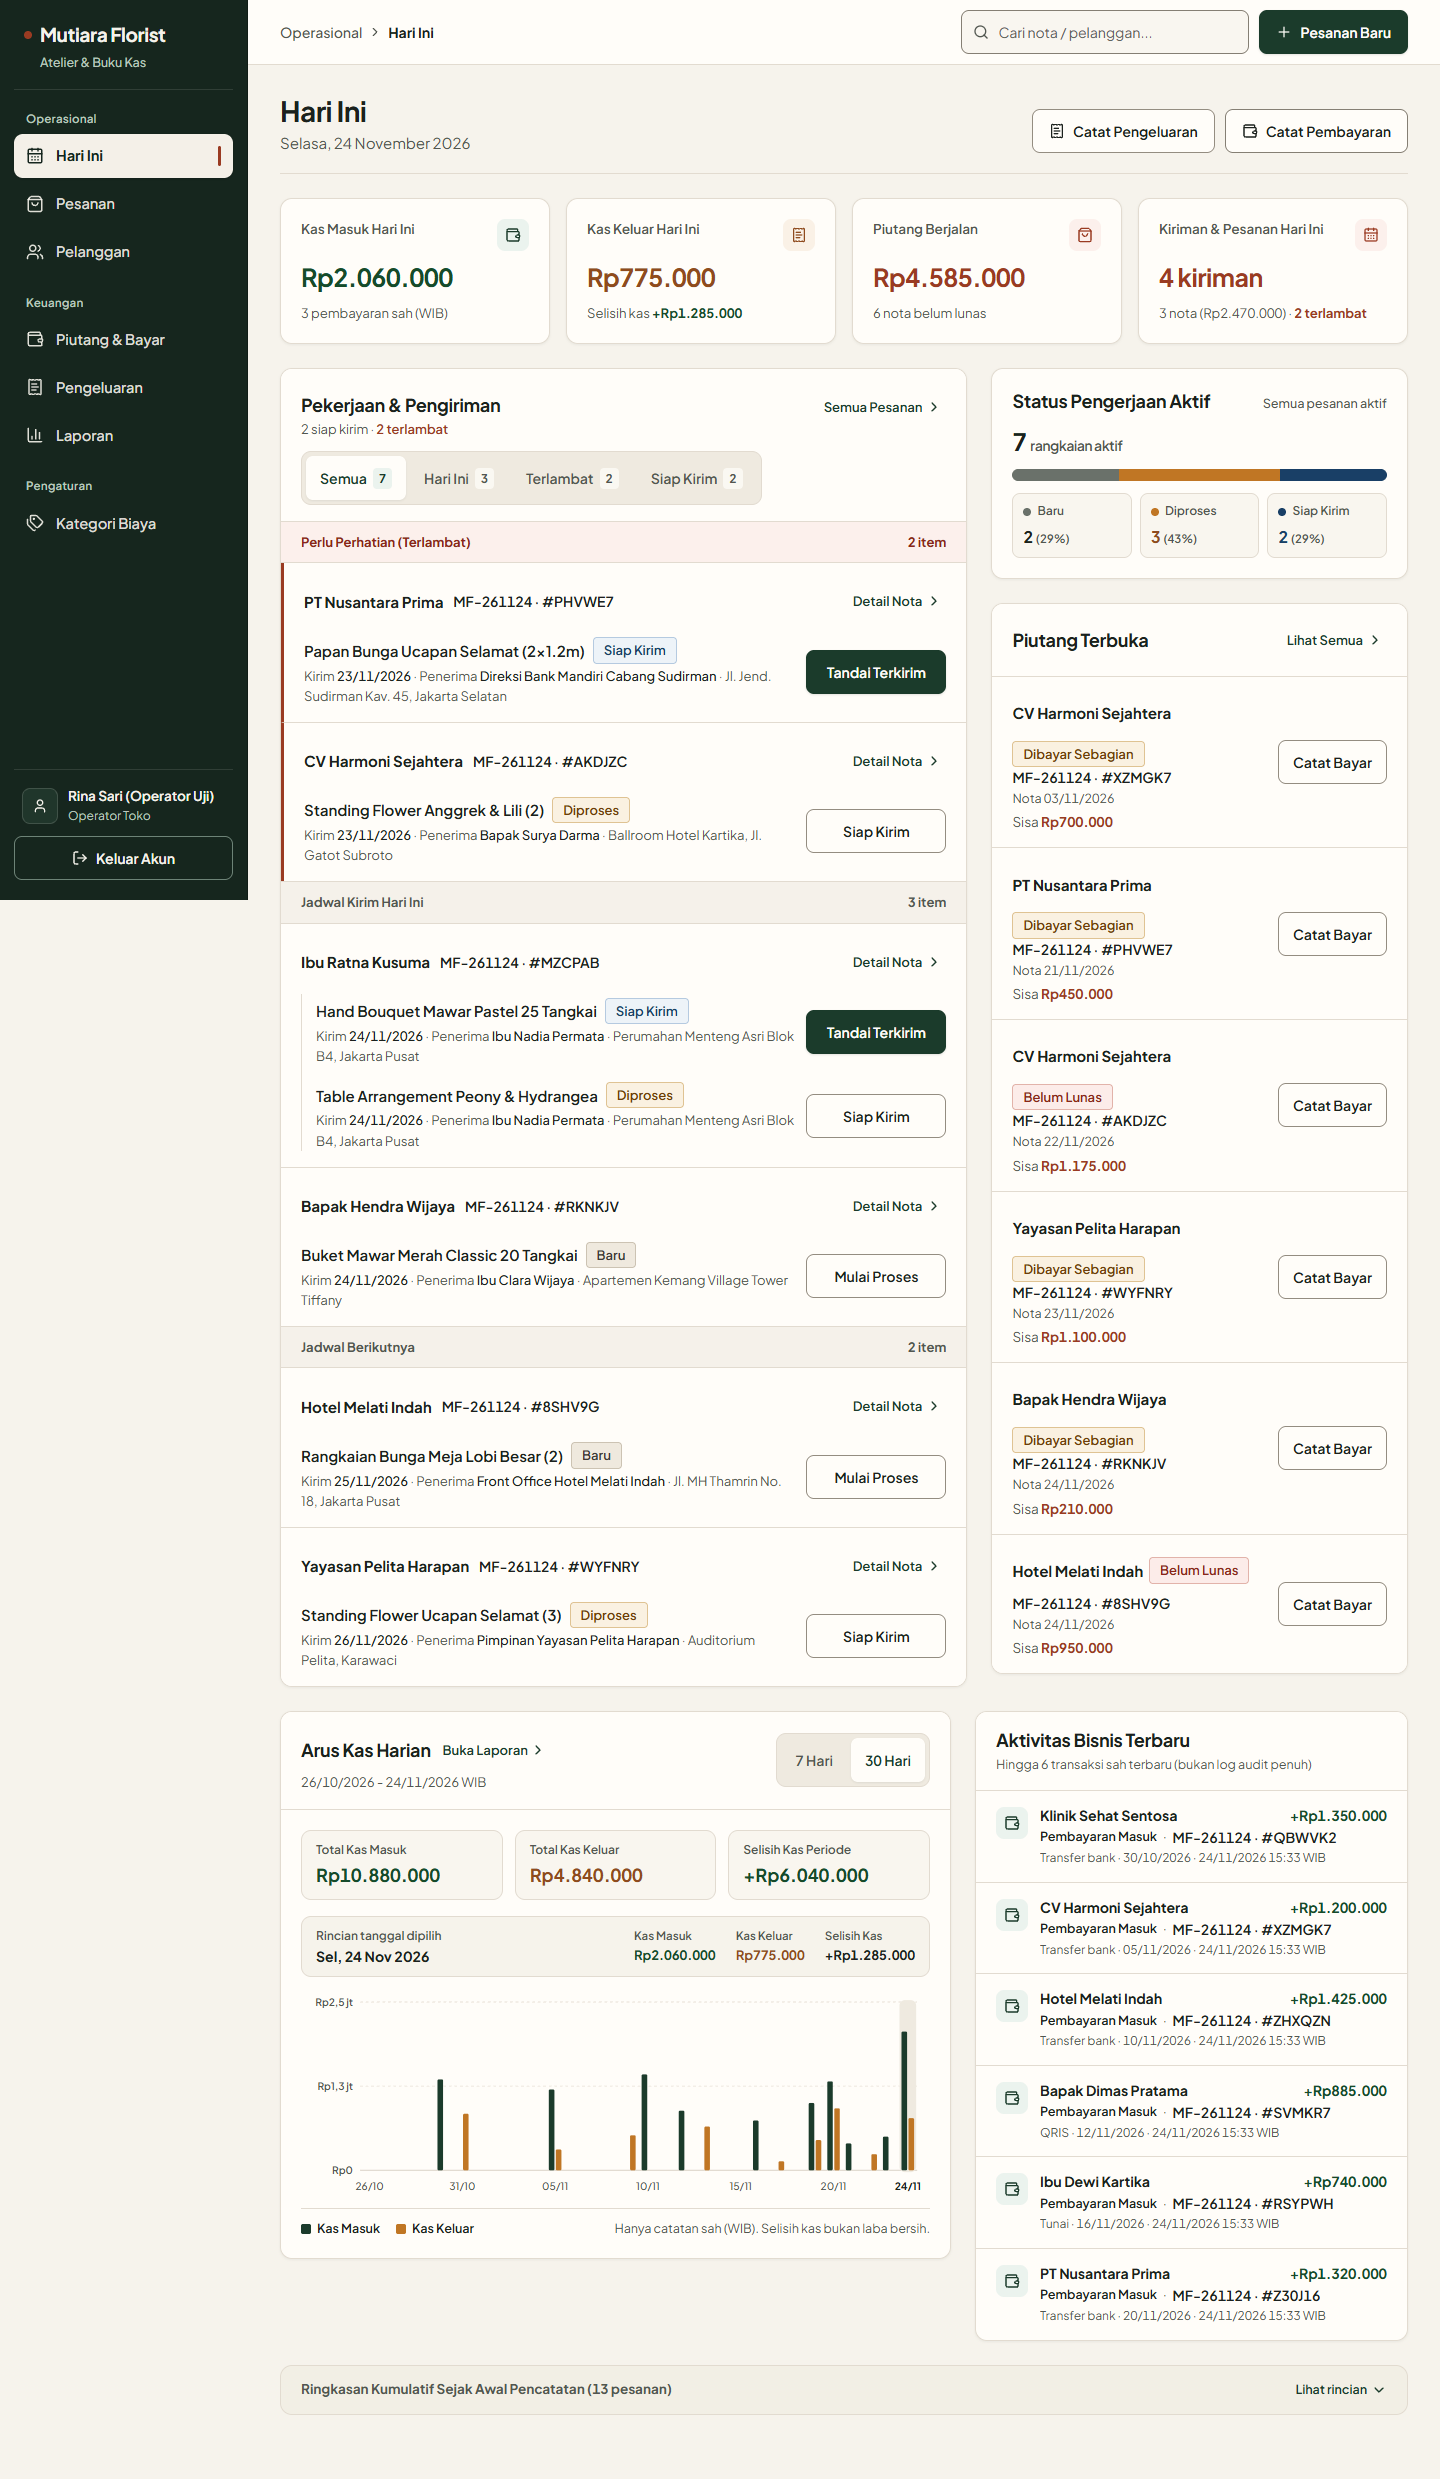 Mutiara Florist
Atelier & Buku Kas
Operasional
Hari Ini
Pesanan
Pelanggan
Keuangan
Piutang & Bayar
Pengeluaran
Laporan
Pengaturan
Kategori Biaya
Rina Sari (Operator Uji)
Operator Toko
Keluar Akun
Operasional > Hari Ini
Cari nota / pelanggan...
+ Pesanan Baru
Hari Ini
Selasa, 24 November 2026
Catat Pengeluaran
Catat Pembayaran
Kas Masuk Hari Ini
Rp2.060.000
3 pembayaran sah (WIB)
Kas Keluar Hari Ini
Rp775.000
Selisih kas +Rp1.285.000
Piutang Berjalan
Rp4.585.000
6 nota belum lunas
Kiriman & Pesanan Hari Ini
4 kiriman
3 nota (Rp2.470.000) · 2 terlambat
Pekerjaan & Pengiriman
2 siap kirim · 2 terlambat
Semua Pesanan >
Semua 7
Hari Ini 3
Terlambat 2
Siap Kirim 2
Perlu Perhatian (Terlambat) 2 item
PT Nusantara Prima MF-261124 · #PHVWE7 Detail Nota >
Papan Bunga Ucapan Selamat (2×1.2m) Siap Kirim
Kirim 23/11/2026 · Penerima Direksi Bank Mandiri Cabang Sudirman · Jl. Jend.
Sudirman Kav. 45, Jakarta Selatan
Tandai Terkirim
CV Harmoni Sejahtera MF-261124 · #AKDJZC Detail Nota >
Standing Flower Anggrek & Lili (2) Diproses
Kirim 23/11/2026 · Penerima Bapak Surya Darma · Ballroom Hotel Kartika, Jl.
Gatot Subroto
Siap Kirim
Jadwal Kirim Hari Ini 3 item
Ibu Ratna Kusuma MF-261124 · #MZCPAB Detail Nota >
Hand Bouquet Mawar Pastel 25 Tangkai Siap Kirim
Kirim 24/11/2026 · Penerima Ibu Nadia Permata · Perumahan Menteng Asri Blok
B4, Jakarta Pusat
Tandai Terkirim
Table Arrangement Peony & Hydrangea Diproses
Kirim 24/11/2026 · Penerima Ibu Nadia Permata · Perumahan Menteng Asri Blok
B4, Jakarta Pusat
Siap Kirim
Bapak Hendra Wijaya MF-261124 · #RKNKJV Detail Nota >
Buket Mawar Merah Classic 20 Tangkai Baru
Kirim 24/11/2026 · Penerima Ibu Clara Wijaya · Apartemen Kemang Village Tower
Tiffany
Mulai Proses
Jadwal Berikutnya 2 item
Hotel Melati Indah MF-261124 · #8SHV9G Detail Nota >
Rangkaian Bunga Meja Lobi Besar (2) Baru
Kirim 25/11/2026 · Penerima Front Office Hotel Melati Indah · Jl. MH Thamrin No.
18, Jakarta Pusat
Mulai Proses
Yayasan Pelita Harapan MF-261124 · #WYFNRY Detail Nota >
Standing Flower Ucapan Selamat (3) Diproses
Kirim 26/11/2026 · Penerima Pimpinan Yayasan Pelita Harapan · Auditorium
Pelita, Karawaci
Siap Kirim
Status Pengerjaan Aktif Semua pesanan aktif
7 rangkaian aktif
Baru
2 (29%)
Diproses
3 (43%)
Siap Kirim
2 (29%)
Piutang Terbuka Lihat Semua >
CV Harmoni Sejahtera
Dibayar Sebagian
MF-261124 · #XZMGK7
Nota 03/11/2026
Sisa Rp700.000
Catat Bayar
PT Nusantara Prima
Dibayar Sebagian
MF-261124 · #PHVWE7
Nota 21/11/2026
Sisa Rp450.000
Catat Bayar
CV Harmoni Sejahtera
Belum Lunas
MF-261124 · #AKDJZC
Nota 22/11/2026
Sisa Rp1.175.000
Catat Bayar
Yayasan Pelita Harapan
Dibayar Sebagian
MF-261124 · #WYFNRY
Nota 23/11/2026
Sisa Rp1.100.000
Catat Bayar
Bapak Hendra Wijaya
Dibayar Sebagian
MF-261124 · #RKNKJV
Nota 24/11/2026
Sisa Rp210.000
Catat Bayar
Hotel Melati Indah Belum Lunas
MF-261124 · #8SHV9G
Nota 24/11/2026
Sisa Rp950.000
Catat Bayar
Arus Kas Harian Buka Laporan >
26/10/2026 - 24/11/2026 WIB
7 Hari
30 Hari
Total Kas Masuk
Rp10.880.000
Total Kas Keluar
Rp4.840.000
Selisih Kas Periode
+Rp6.040.000
Rincian tanggal dipilih
Sel, 24 Nov 2026
Kas Masuk
Rp2.060.000
Kas Keluar
Rp775.000
Selisih Kas
+Rp1.285.000
Rp2,5 jt
Rp1,3 jt
Rp0
26/10 31/10 05/11 10/11 15/11 20/11 24/11
Kas Masuk Kas Keluar
Hanya catatan sah (WIB). Selisih kas bukan laba bersih.
Aktivitas Bisnis Terbaru
Hingga 6 transaksi sah terbaru (bukan log audit penuh)
Klinik Sehat Sentosa +Rp1.350.000
Pembayaran Masuk · MF-261124 · #QBWVK2
Transfer bank · 30/10/2026 · 24/11/2026 15:33 WIB
CV Harmoni Sejahtera +Rp1.200.000
Pembayaran Masuk · MF-261124 · #XZMGK7
Transfer bank · 05/11/2026 · 24/11/2026 15:33 WIB
Hotel Melati Indah +Rp1.425.000
Pembayaran Masuk · MF-261124 · #ZHXQZN
Transfer bank · 10/11/2026 · 24/11/2026 15:33 WIB
Bapak Dimas Pratama +Rp885.000
Pembayaran Masuk · MF-261124 · #SVMKR7
QRIS · 12/11/2026 · 24/11/2026 15:33 WIB
Ibu Dewi Kartika +Rp740.000
Pembayaran Masuk · MF-261124 · #RSYPWH
Tunai · 16/11/2026 · 24/11/2026 15:33 WIB
PT Nusantara Prima +Rp1.320.000
Pembayaran Masuk · MF-261124 · #Z30J16
Transfer bank · 20/11/2026 · 24/11/2026 15:33 WIB
Ringkasan Kumulatif Sejak Awal Pencatatan (13 pesanan) Lihat rincian